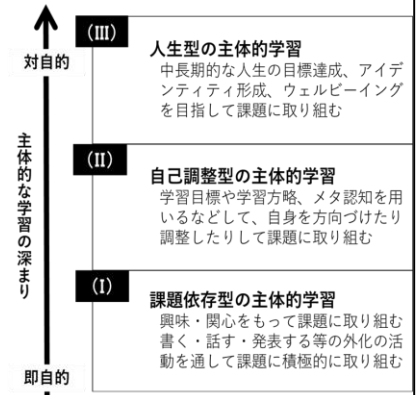 対自的
主体的な学習の深まり
即自的
(III)
人生型の主体的学習
中長期的な人生の目標達成、アイデ
ンティティ形成、ウェルビーイング
を目指して課題に取り組む
(II)
自己調整型の主体的学習
学習目標や学習方略、メタ認知を用
いるなどして、自身を方向づけたり
調整したりして課題に取り組む
(I)
課題依存型の主体的学習
興味・関心をもって課題に取り組む
書く・話す・発表する等の外化の活
動を通して課題に積極的に取り組む